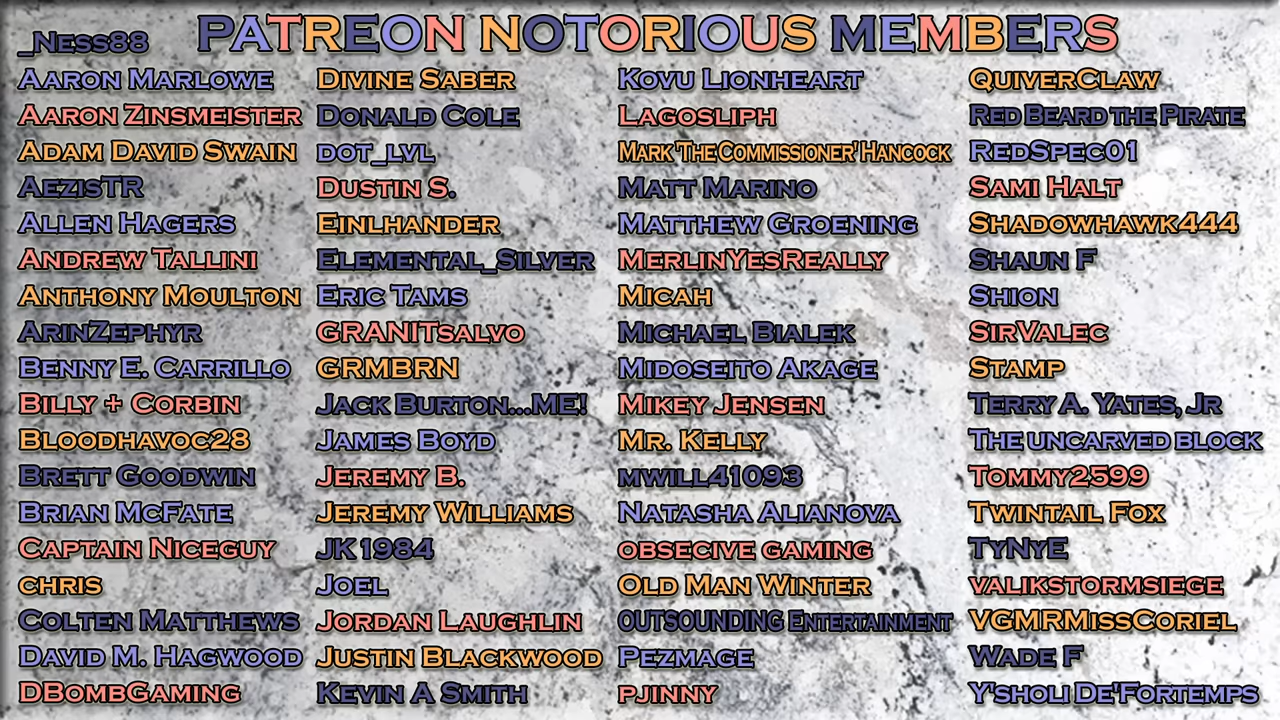 PATREON NOTORIOUS MEMBERS
_Ness88
Aaron Marlowe
Aaron Zinsmeister
Adam David Swain
AezisTR
Allen Hagers
Andrew Tallini
Anthony Moulton
ArinZephyr
Benny E. Carrillo
Billy + Corbin
Bloodhavoc28
Brett Goodwin
Brian McFate
Captain Niceguy
chris
Colten Matthews
David M. Hagwood
DBombGaming
Divine Saber
Donald Cole
dot_lvl
Dustin S.
Einlhander
Elemental_Silver
Eric Tams
GRANITsalvo
GRMBRN
Jack Burton...ME!
James Boyd
Jeremy B.
Jeremy Williams
JK 1984
Joel
Jordan Laughlin
Justin Blackwood
Kevin A Smith
Kovu Lionheart
Lagosliph
Mark 'The Commissioner' Hancock
Matt Marino
Matthew Groening
MerlinYesReally
Micah
Michael Bialek
Midoseito Akage
Mikey Jensen
Mr. Kelly
mwill41093
Natasha Alianova
obsecive gaming
Old Man Winter
OUTSOUNDING Entertainment
Pezmage
pjinny
QuiverClaw
Red Beard the Pirate
RedSpec01
Sami Halt
Shadowhawk444
Shaun F
Shion
SirValec
Stamp
Terry A. Yates, Jr
The uncarved block
Tommy2599
Twintail Fox
TyNyE
valikstormsiege
VGMRMissCoriel
Wade F
Y'sholi De'Fortemps